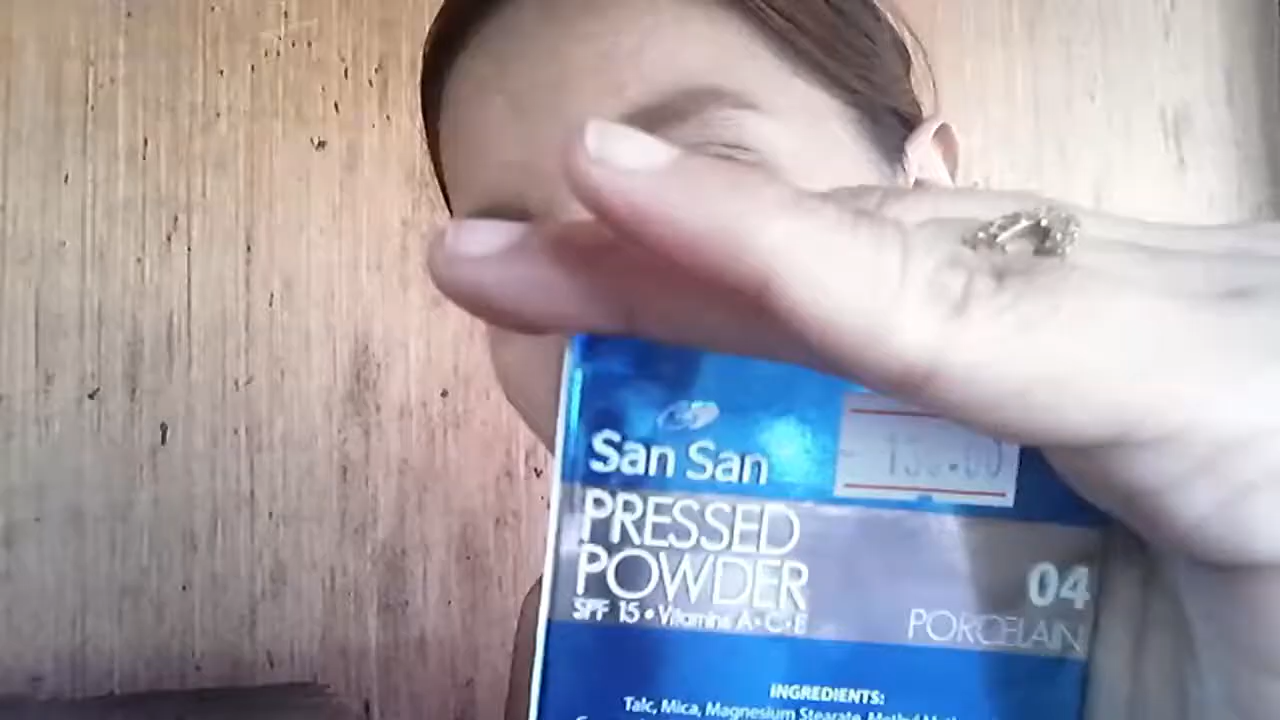 San San
PRESSED
POWDER
SPF 15 • Vitamins A • C • E
04
PORCELAIN
INGREDIENTS:
Talc, Mica, Magnesium Stearate,